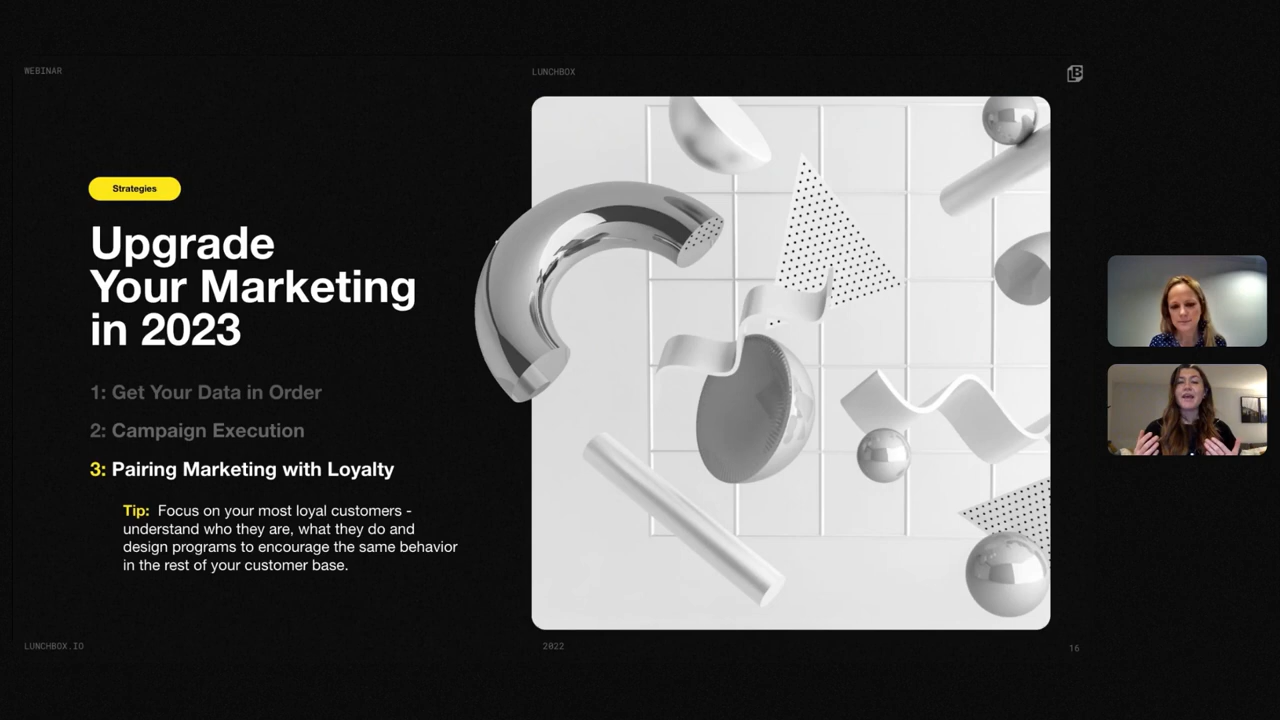 WEBINAR
LUNCHBOX
Strategies
Upgrade
Your Marketing
in 2023
1: Get Your Data in Order
2: Campaign Execution
3: Pairing Marketing with Loyalty
Tip: Focus on your most loyal customers -
understand who they are, what they do and
design programs to encourage the same behavior
in the rest of your customer base.
LUNCHBOX.IO
2022
16